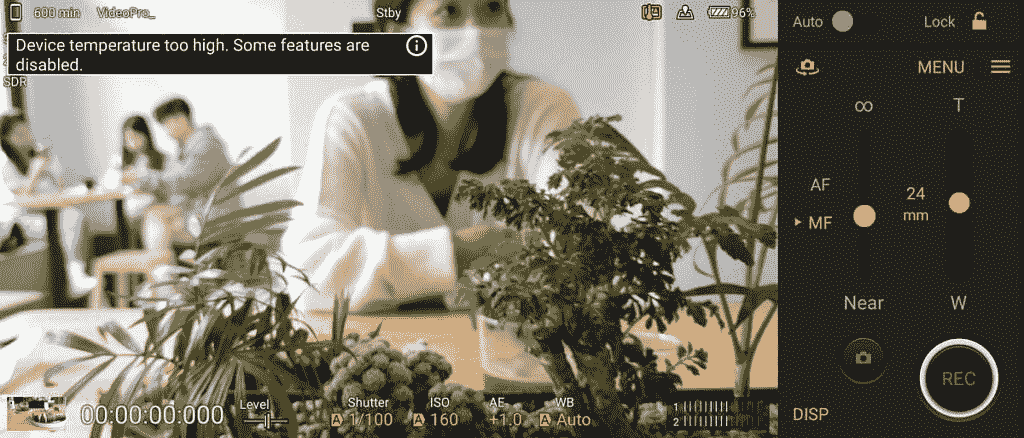 600 min VideoPro_ Stby 96%
Device temperature too high. Some features are
disabled.
SDR
00:00:00:000
Level
Shutter
A 1/100
ISO
A 160
AE
+1.0
WB
A Auto
1
2
Auto Lock
MENU
∞ T
AF
MF
24
mm
Near W
REC
DISP